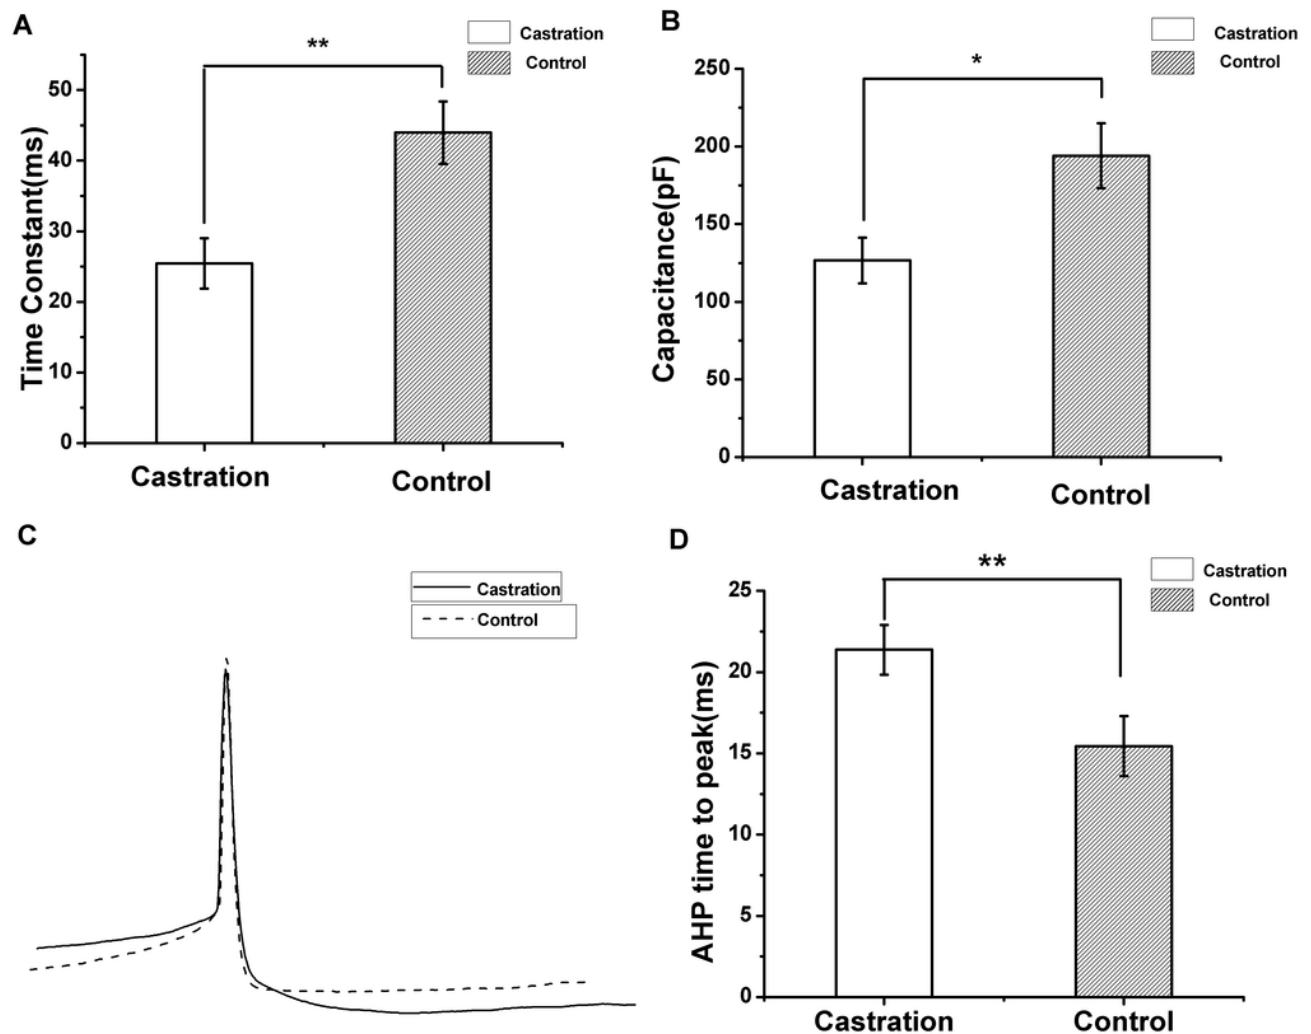 A
Castration
Control
**
Time Constant(ms)
50
40
30
20
10
0
Castration
Control
B
Castration
Control
*
Capacitance(pF)
250
200
150
100
50
0
Castration
Control
C
Castration
Control
D
Castration
Control
**
AHP time to peak(ms)
25
20
15
10
5
0
Castration
Control